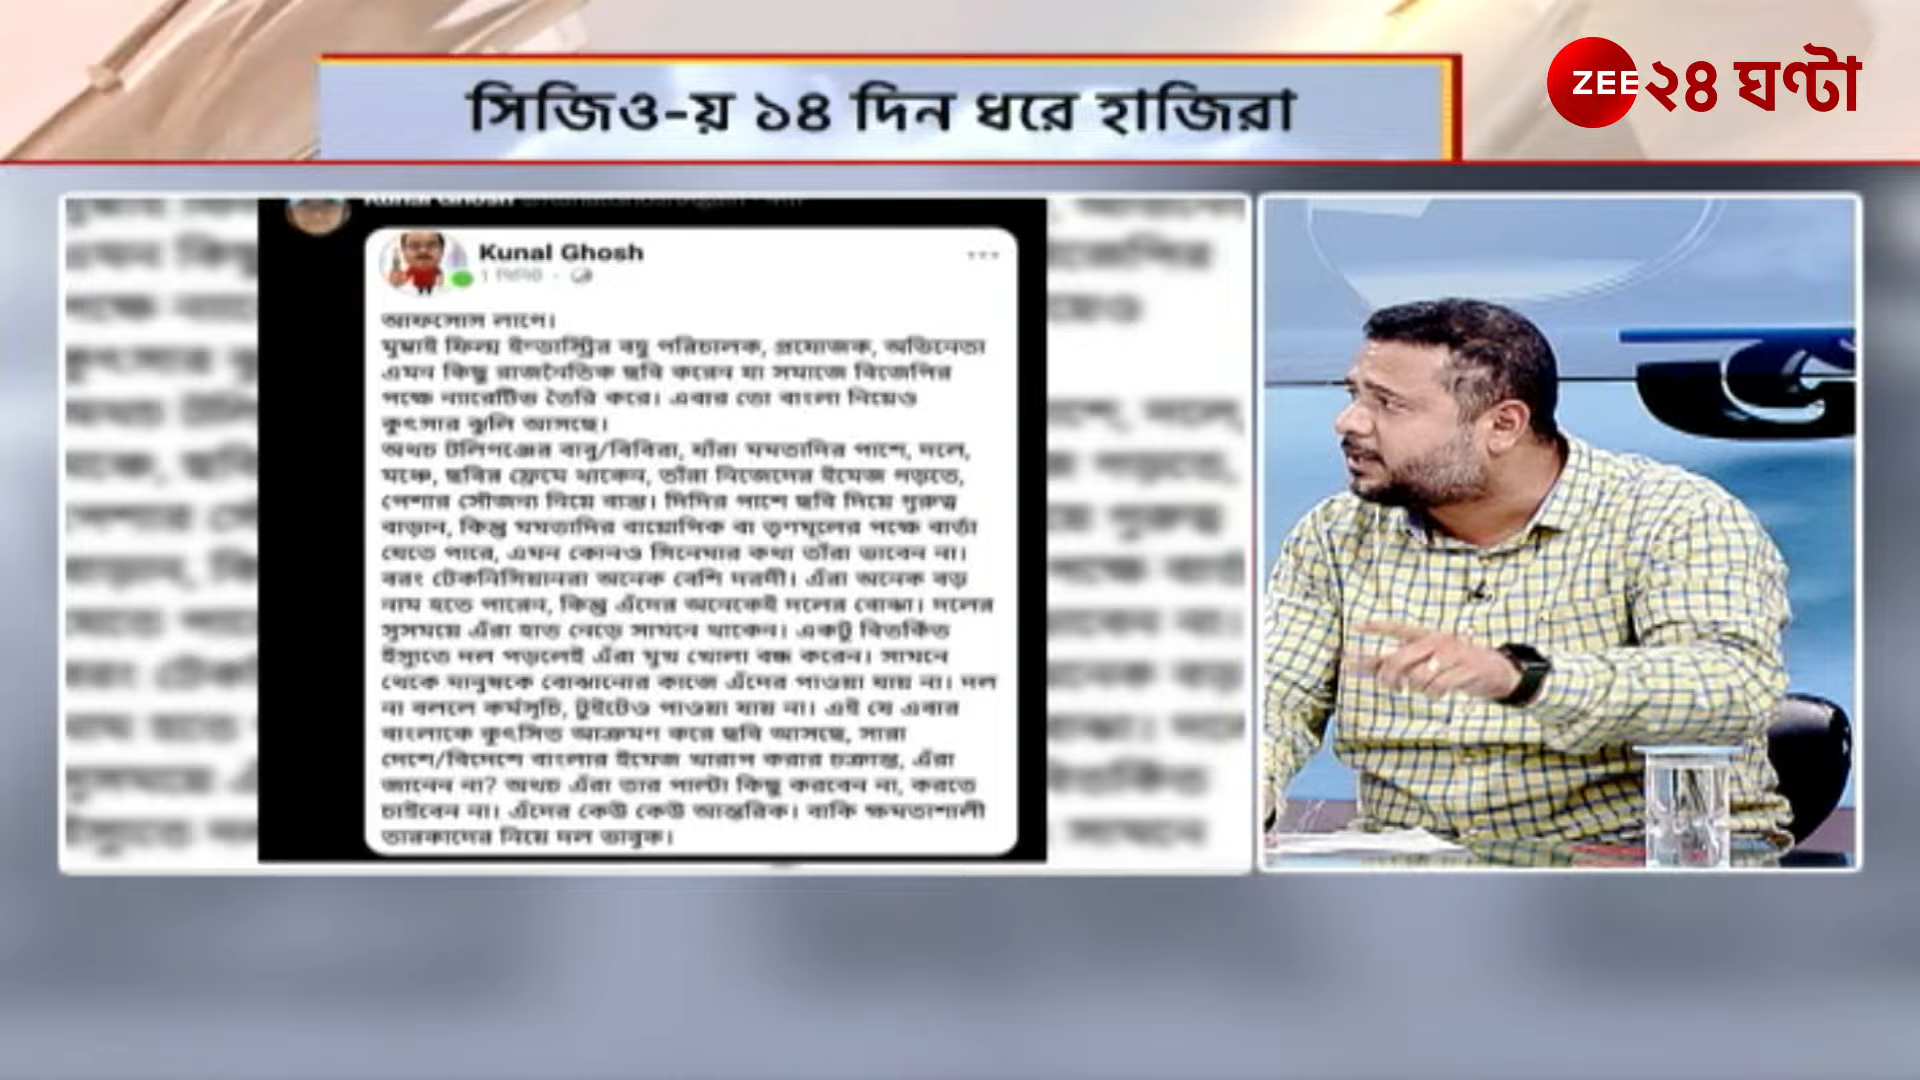 সিজিও-য় ১৪ দিন ধরে হাজিরা
ZEE ২৪ ঘণ্টা
Kunal Ghosh
Kunal Ghosh
আফসোস লাগে।
মুম্বাই ফিল্ম ইন্ডাস্ট্রির বহু পরিচালক, প্রযোজক, অভিনেতা
এমন কিছু রাজনৈতিক ছবি করেন যা সমাজে বিজেপির
পক্ষে ন্যারেটিভ তৈরি করে। এবার তো বাংলা নিয়েও
কুৎসার ঝুলি আসছে।
অথচ টলিগঞ্জের বাবু/বিবিরা, যাঁরা মমতাদির পাশে, দলে,
মঞ্চে, ছবির ফ্রেমে থাকেন, তাঁরা নিজেদের ইমেজ গড়তে,
পেশার সৌজন্য নিয়ে ব্যস্ত। দিদির পাশে ছবি দিয়ে গুরুত্ব
বাড়ান, কিন্তু মমতাদির বায়োপিক বা তৃণমূলের পক্ষে বার্তা
যেতে পারে, এমন কোনও সিনেমার কথা তাঁরা ভাবেন না।
বরং টেকনিসিয়ানরা অনেক বেশি দরদী। এঁরা অনেক বড়
নাম হতে পারেন, কিন্তু এঁদের অনেকেই দলের বোঝা। দলের
সুসময়ে এঁরা হাত নেড়ে সামনে থাকেন। একটু বিতর্কিত
ইস্যুতে দল পড়লেই এঁরা মুখ খোলা বন্ধ করেন। সামনে
থেকে মানুষকে বোঝানোর কাজে এঁদের পাওয়া যায় না। দল
না বললে কর্মসূচি, টুইটেও পাওয়া যায় না। এই যে এবার
বাংলাকে কুৎসিত আক্রমণ করে ছবি আসছে, সারা
দেশে/বিদেশে বাংলার ইমেজ খারাপ করার চক্রান্ত, এঁরা
জানেন না? অথচ এঁরা তার পাল্টা কিছু করবেন না, করতে
চাইবেন না। এঁদের কেউ কেউ আন্তরিক। বাকি ক্ষমতাশালী
তারকাদের নিয়ে দল ভাবুক।